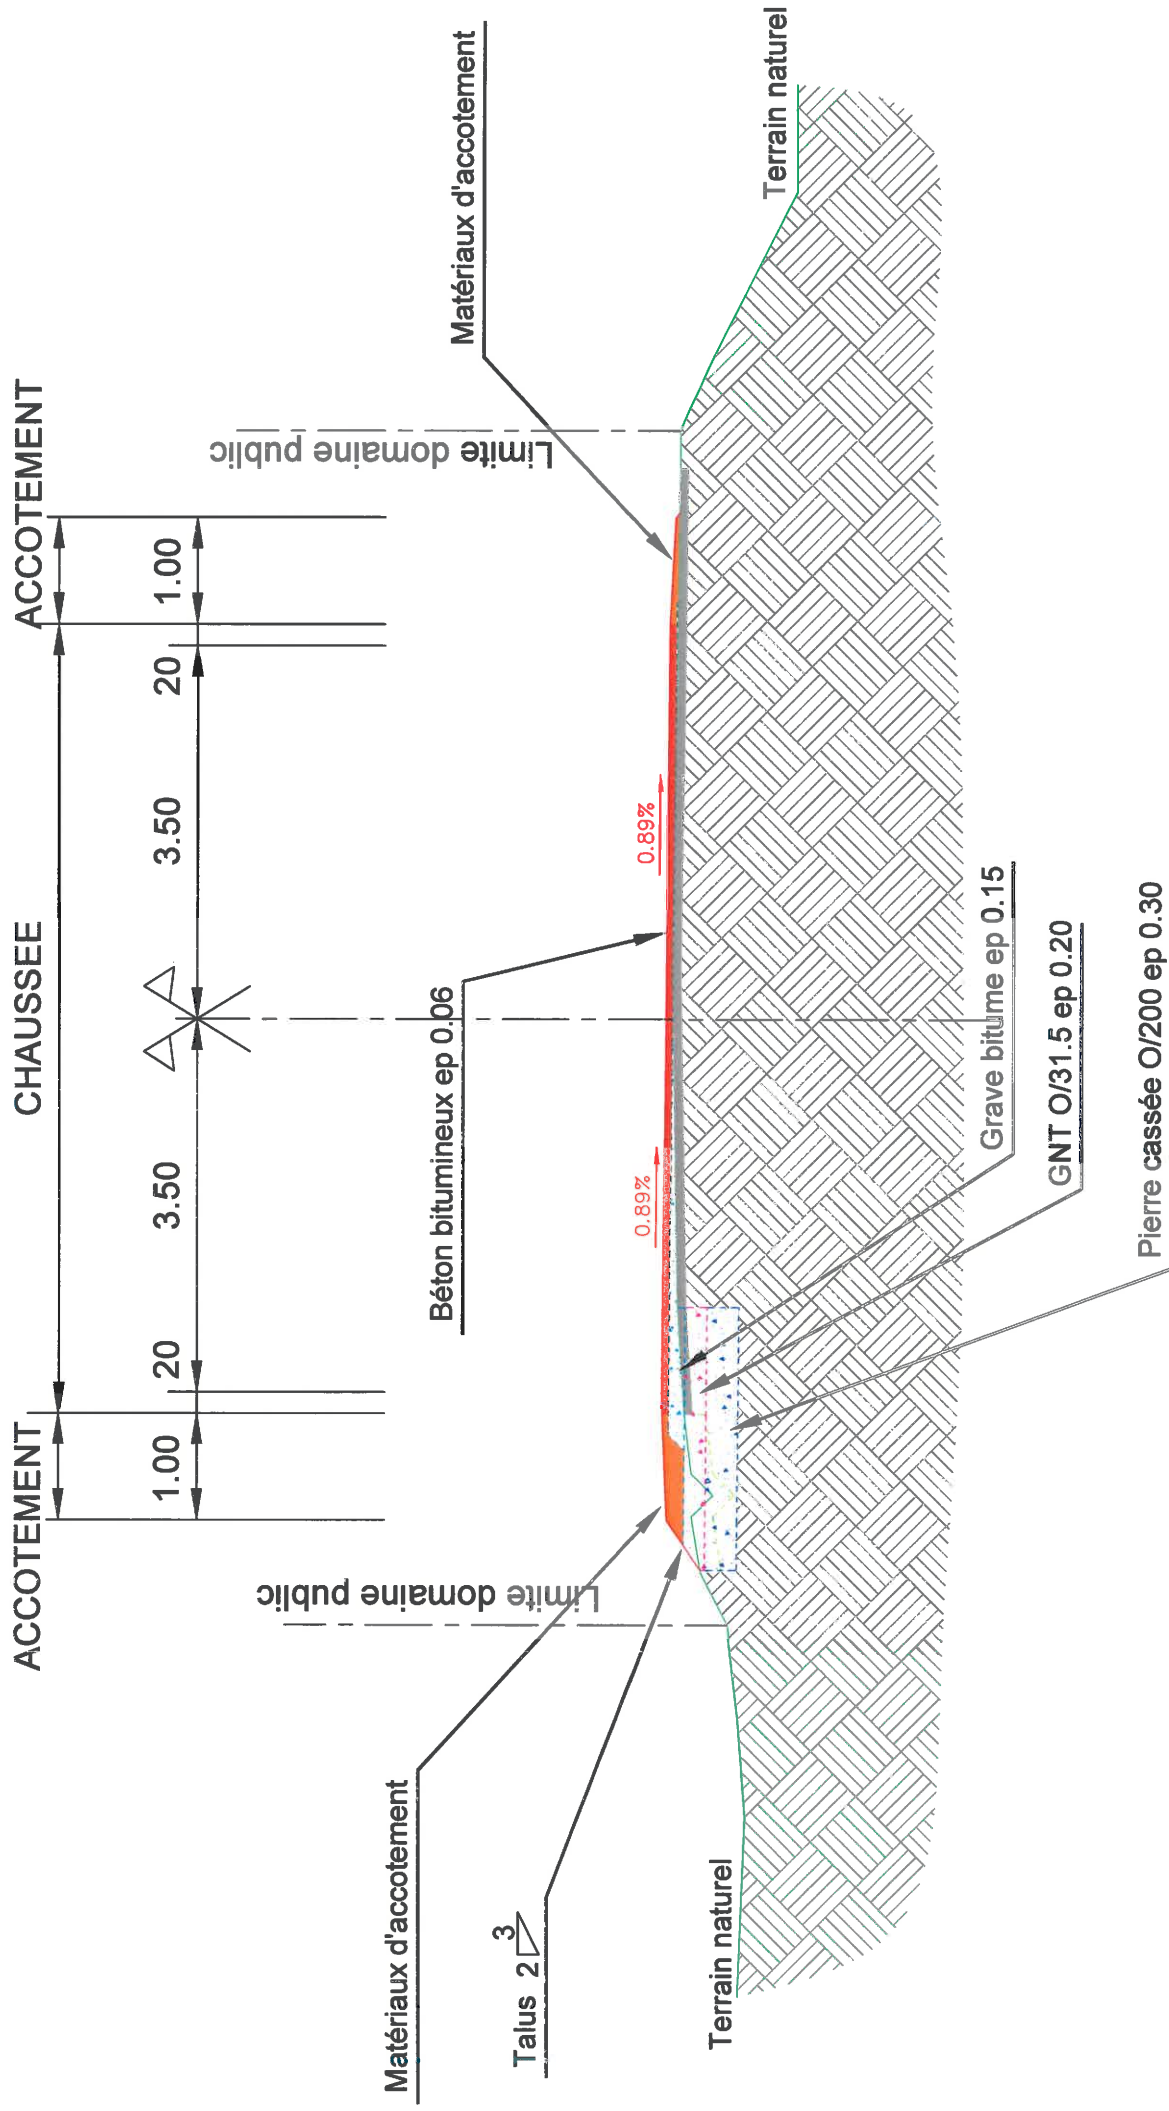 ACCOTEMENT
CHAUSSEE
ACCOTEMENT
1.00
20
3.50
3.50
20
1.00
Limite domaine public
Limite domaine public
Matériaux d'accotement
Talus 2 3
Béton bitumineux ep 0.06
Matériaux d'accotement
0.89%
0.89%
Terrain naturel
Terrain naturel
Grave bitume ep 0.15
GNT O/31.5 ep 0.20
Pierre cassée O/200 ep 0.30